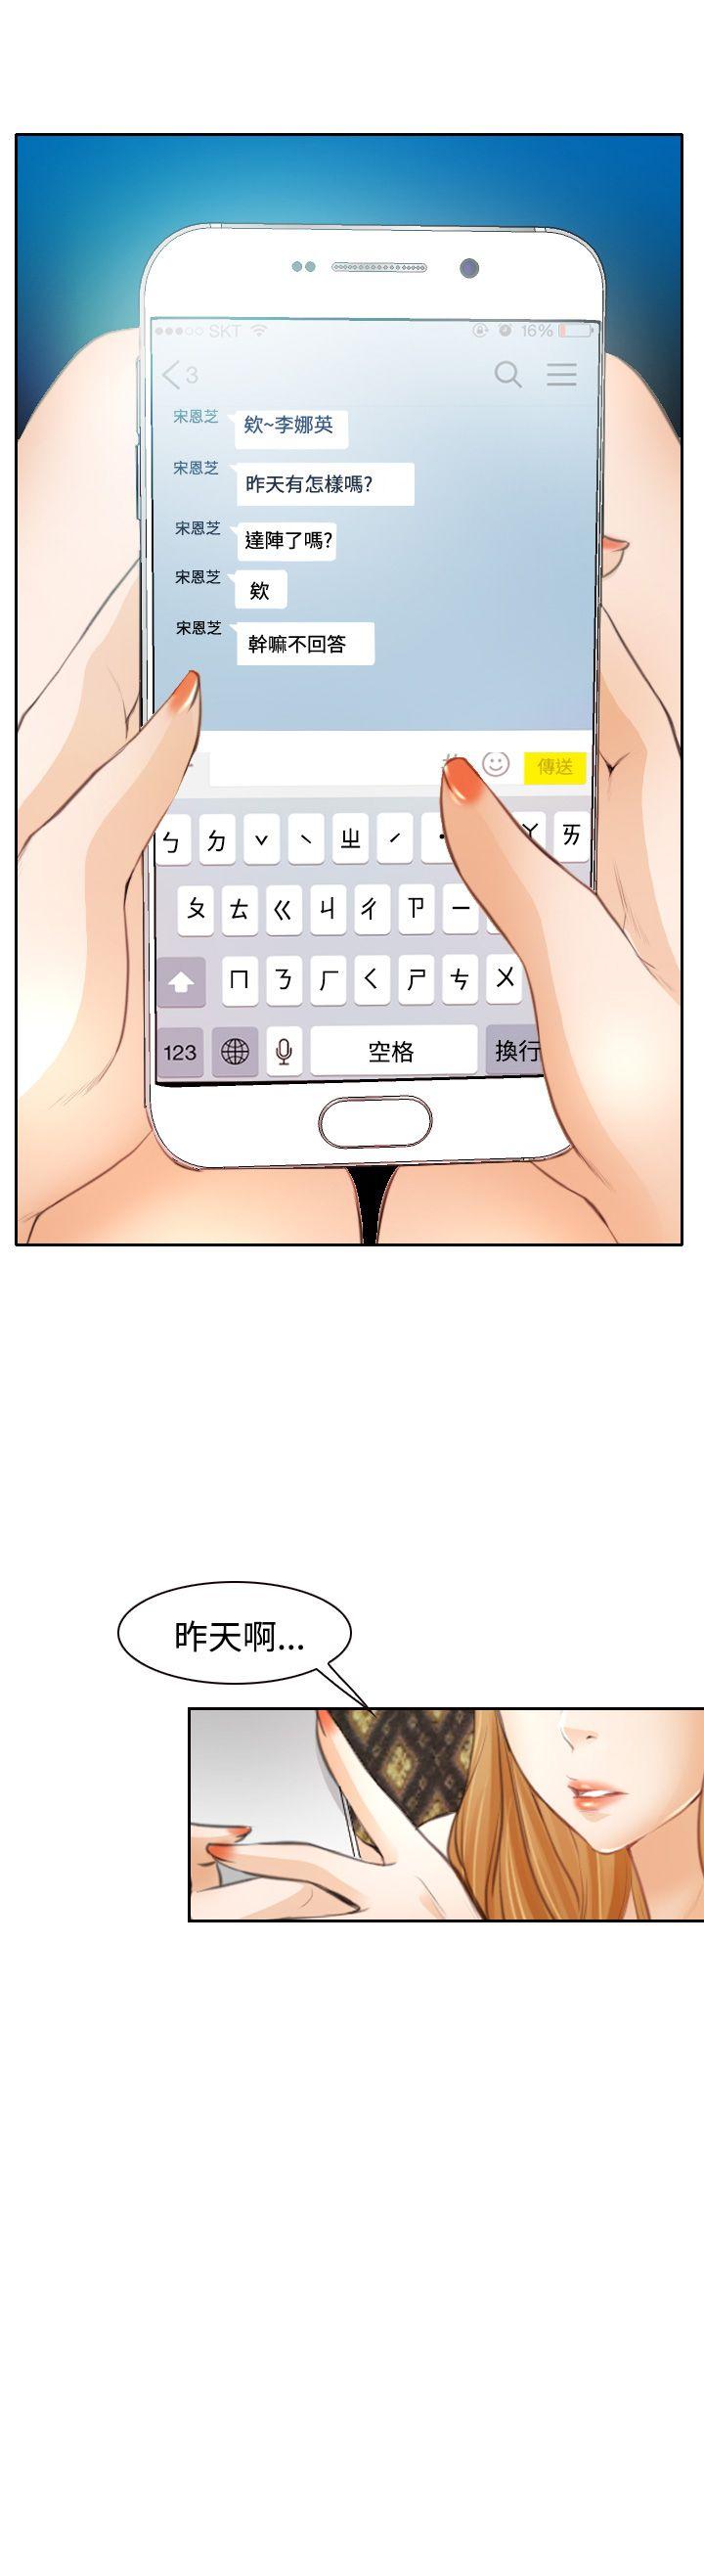 SKT 16%
3
宋恩芝 欸~李娜英
宋恩芝 昨天有怎樣嗎?
宋恩芝 達陣了嗎?
宋恩芝 欸
宋恩芝 幹嘛不回答
傳送
ㄅ ㄉ ˇ ˋ ㄓ ˊ ˙ ㄚ ㄞ
ㄆ ㄊ ㄍ ㄐ ㄔ ㄗ ㄧ
ㄇ ㄋ ㄏ ㄑ ㄕ ㄘ ㄨ
123 空格 換行
昨天啊...